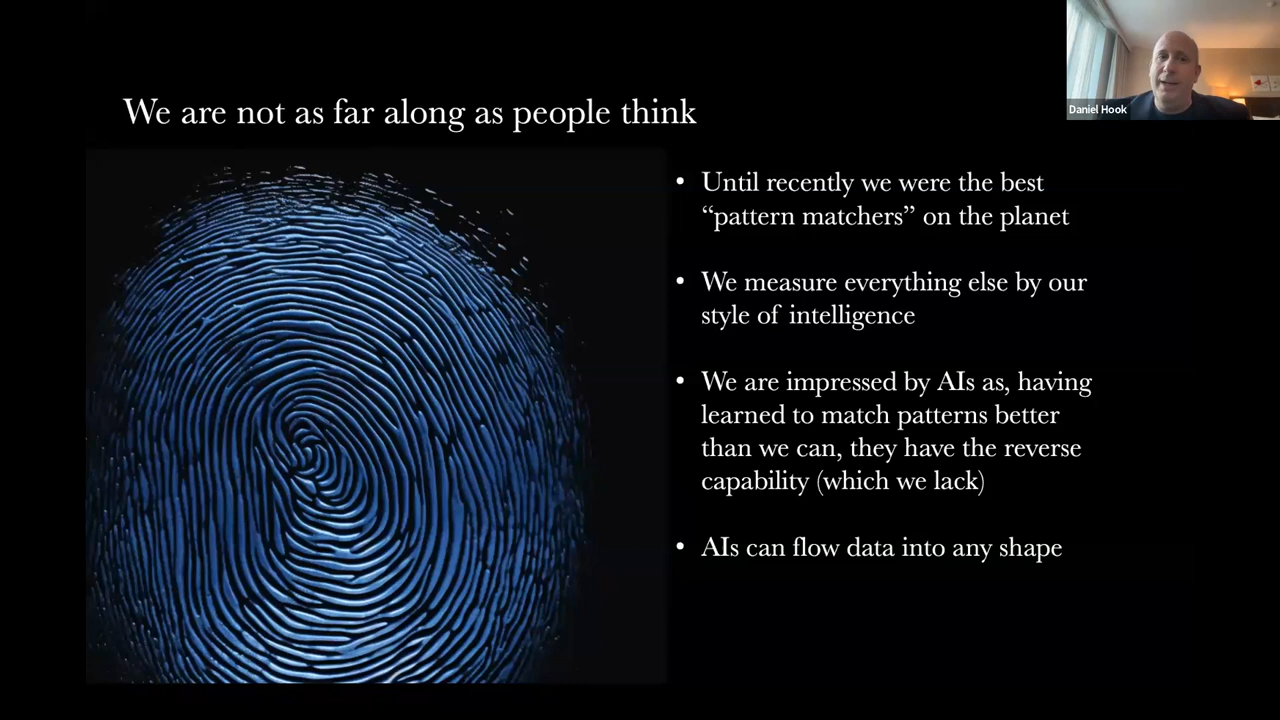 We are not as far along as people think
Daniel Hook
• Until recently we were the best
“pattern matchers” on the planet
• We measure everything else by our
style of intelligence
• We are impressed by AIs as, having
learned to match patterns better
than we can, they have the reverse
capability (which we lack)
• AIs can flow data into any shape